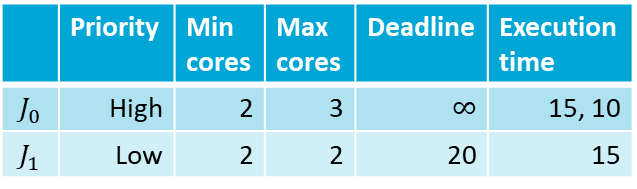 Priority Min cores Max cores Deadline Execution time
J₀ High 2 3 ∞ 15, 10
J₁ Low 2 2 20 15